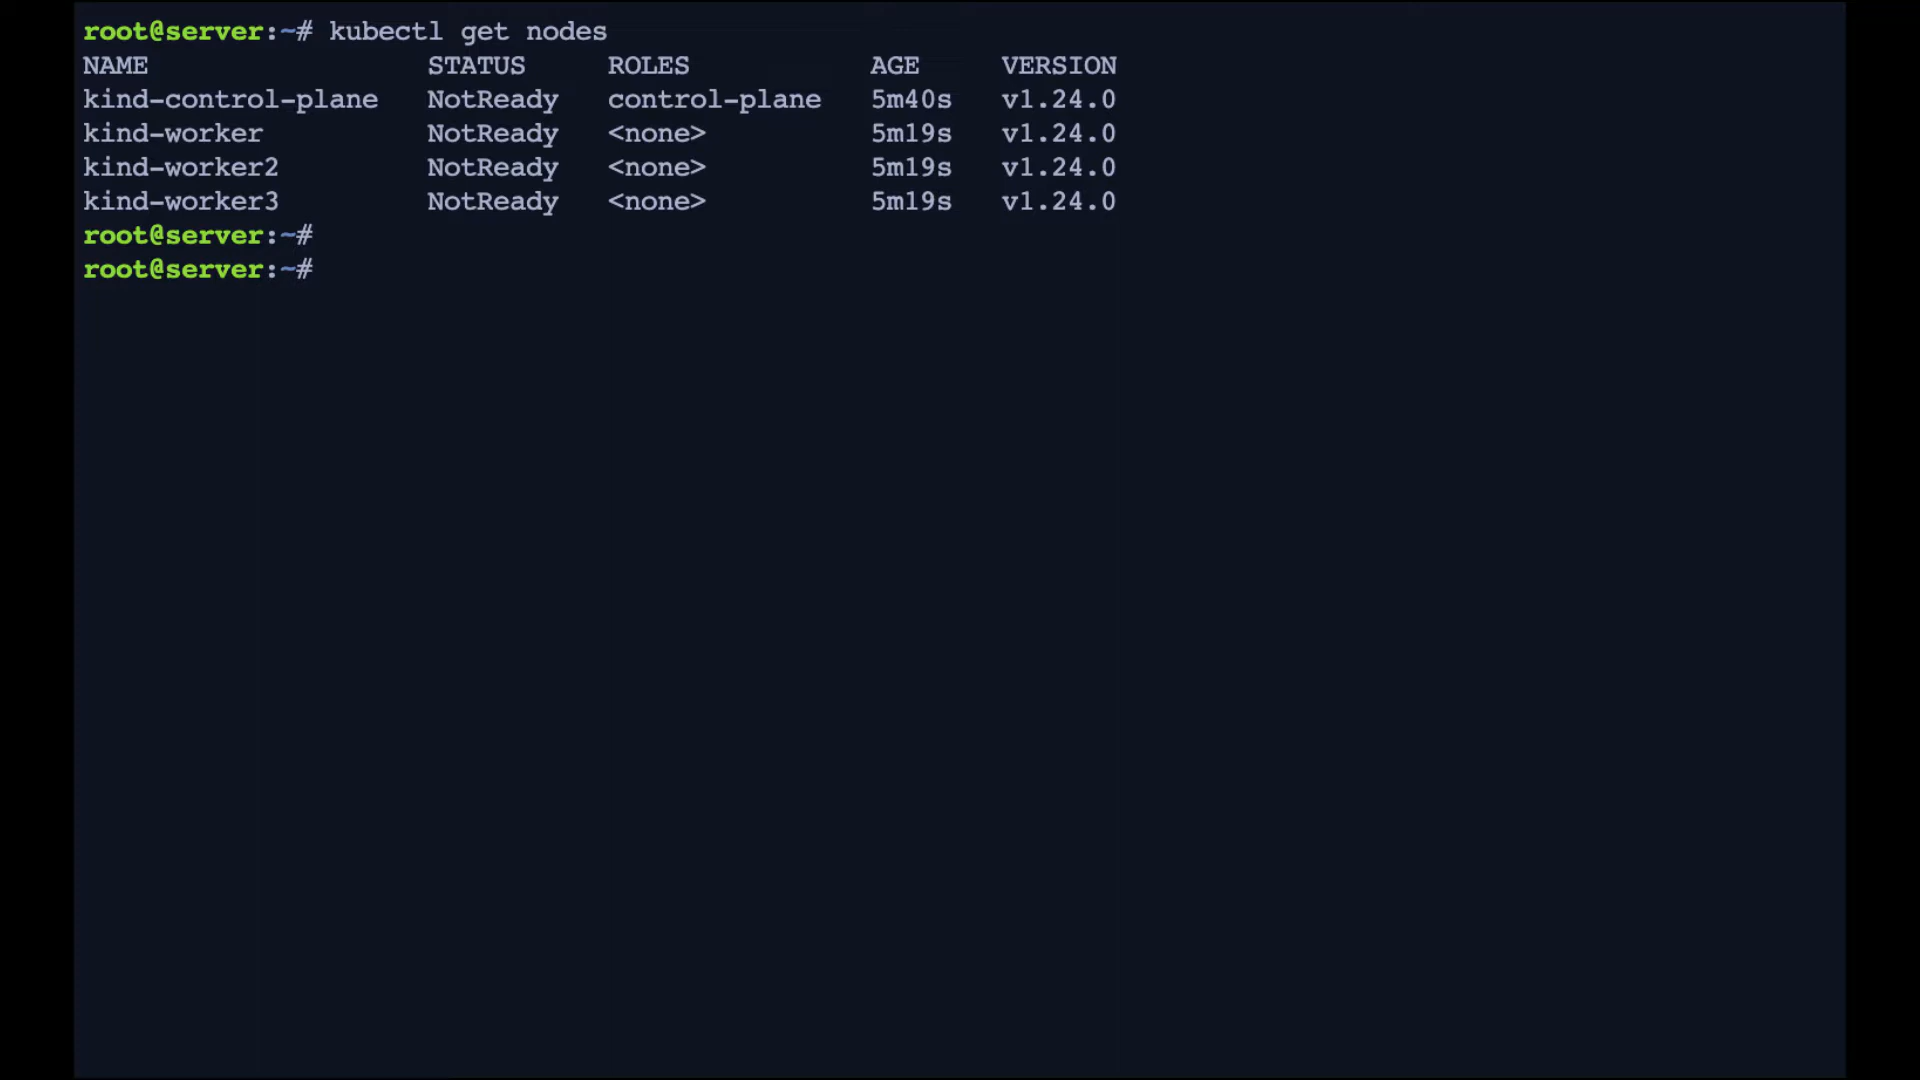 root@server:~# kubectl get nodes
NAME                 STATUS     ROLES           AGE     VERSION
kind-control-plane   NotReady   control-plane   5m40s   v1.24.0
kind-worker          NotReady   <none>          5m19s   v1.24.0
kind-worker2         NotReady   <none>          5m19s   v1.24.0
kind-worker3         NotReady   <none>          5m19s   v1.24.0
root@server:~#
root@server:~#